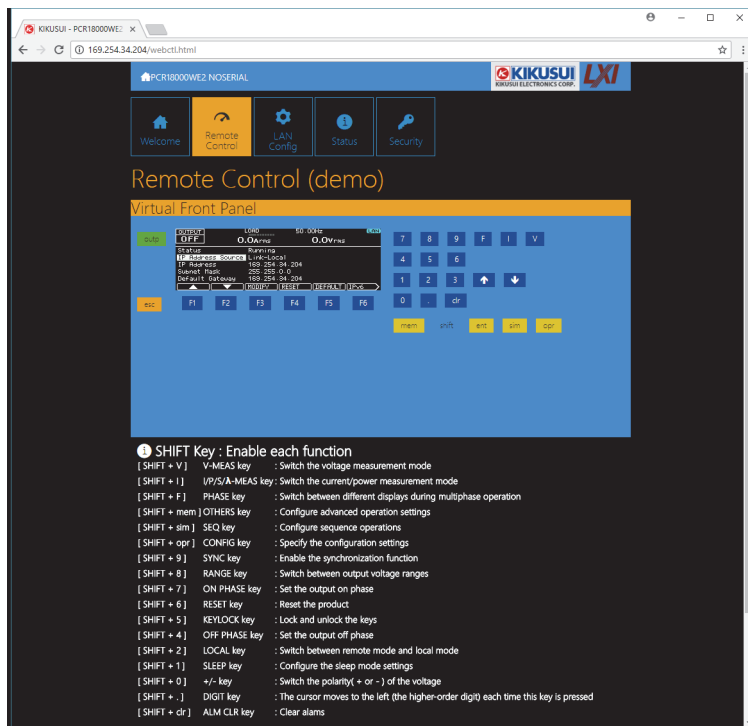 KIKUSUI - PCR18000WE2 ×
169.254.34.204/webctl.html
PCR18000WE2 NOSERIAL
KIKUSUI
KIKUSUI ELECTRONICS CORP.
LXI
Welcome
Remote Control
LAN Config
Status
Security
Remote Control (demo)
Virtual Front Panel
OUTPUT LOAD 50.00Hz LAN
OFF 0.0Arms 0.0Vrms
Status Running
IP Address Source Link-Local
IP Address 169.254.34.204
Subnet Mask 255.255.0.0
Default Gateway 169.254.34.204
MODIFY RESET DEFAULT IPv6
esc F1 F2 F3 F4 F5 F6
7 8 9 F I V
4 5 6
1 2 3
0 . clr
mem shift ent sim opr
i SHIFT Key : Enable each function
[ SHIFT + V ] V-MEAS key : Switch the voltage measurement mode
[ SHIFT + I ] I/P/S/A-MEAS key : Switch the current/power measurement mode
[ SHIFT + F ] PHASE key : Switch between different displays during multiphase operation
[ SHIFT + mem ] OTHERS key : Configure advanced operation settings
[ SHIFT + sim ] SEQ key : Configure sequence operations
[ SHIFT + opr ] CONFIG key : Specify the configuration settings
[ SHIFT + 9 ] SYNC key : Enable the synchronization function
[ SHIFT + 8 ] RANGE key : Switch between output voltage ranges
[ SHIFT + 7 ] ON PHASE key : Set the output on phase
[ SHIFT + 6 ] RESET key : Reset the product
[ SHIFT + 5 ] KEYLOCK key : Lock and unlock the keys
[ SHIFT + 4 ] OFF PHASE key : Set the output off phase
[ SHIFT + 2 ] LOCAL key : Switch between remote mode and local mode
[ SHIFT + 1 ] SLEEP key : Configure the sleep mode settings
[ SHIFT + 0 ] +/- key : Switch the polarity( + or - ) of the voltage
[ SHIFT + . ] DIGIT key : The cursor moves to the left (the higher-order digit) each time this key is pressed
[ SHIFT + clr ] ALM CLR key : Clear alams